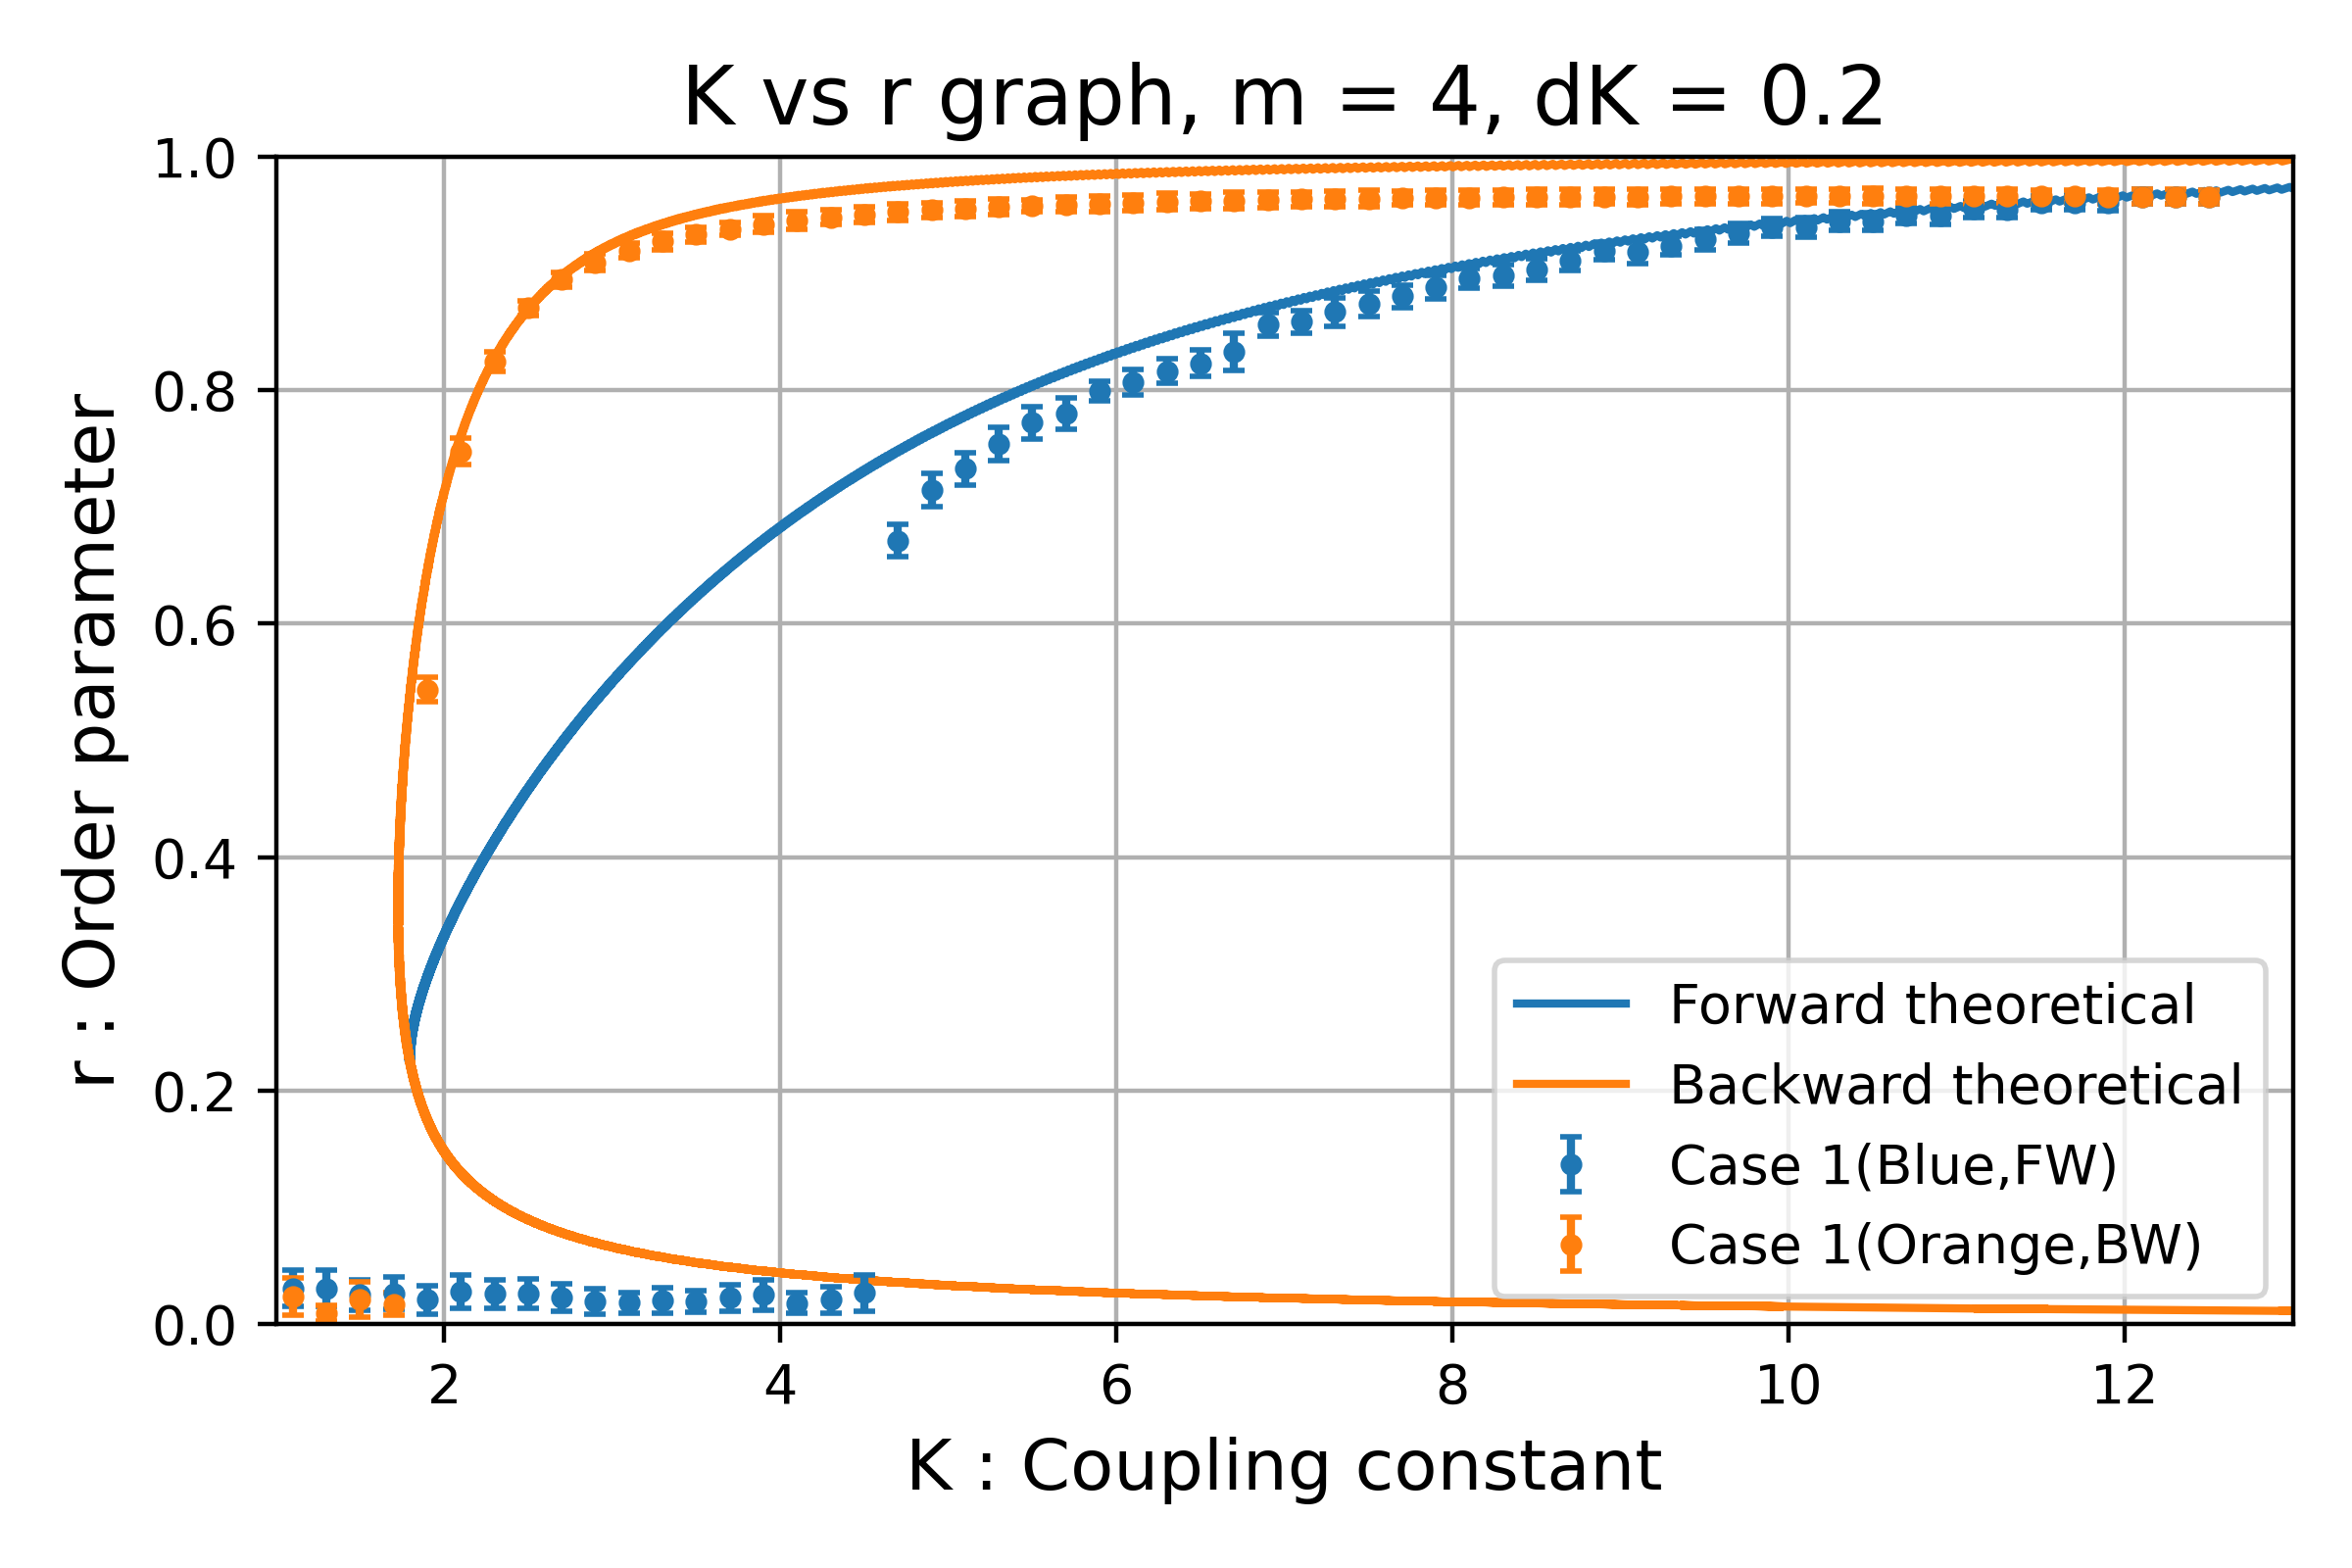 K vs r graph, m = 4, dK = 0.2
r : Order parameter
1.0
0.8
0.6
0.4
0.2
0.0
Forward theoretical
Backward theoretical
Case 1(Blue,FW)
Case 1(Orange,BW)
2 4 6 8 10 12
K : Coupling constant